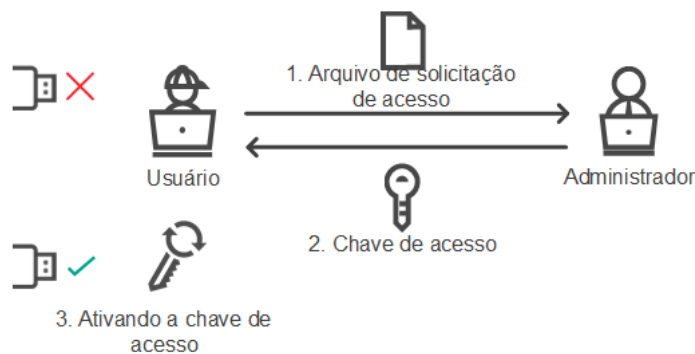 1. Arquivo de solicitação
de acesso
Usuário
Administrador
2. Chave de acesso
3. Ativando a chave de
acesso